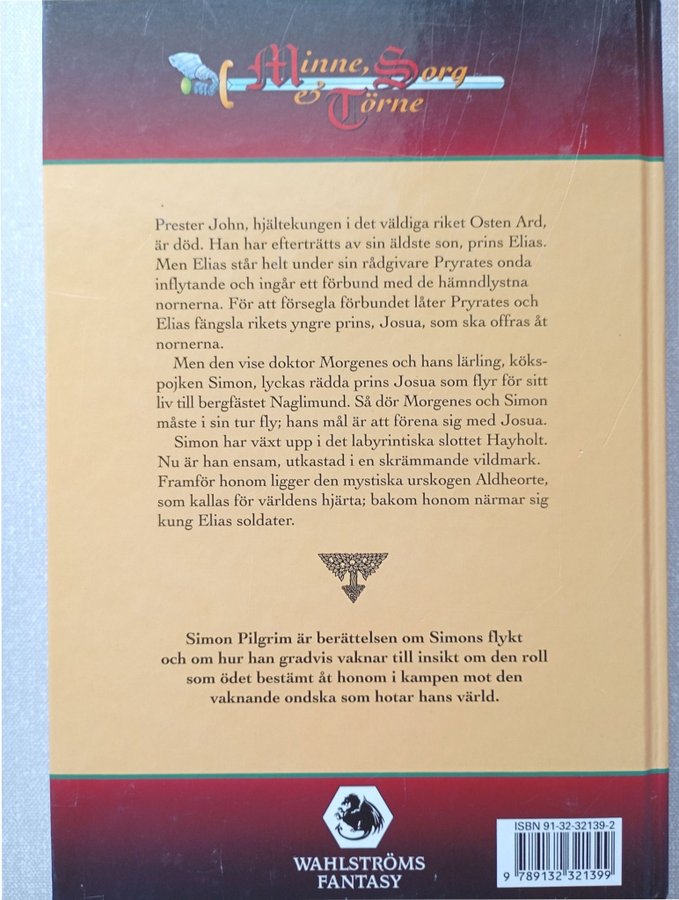 Minne, Sorg
& Törne
Prester John, hjältekungen i det väldiga riket Osten Ard,
är död. Han har efterträtts av sin äldste son, prins Elias.
Men Elias står helt under sin rådgivare Pryrates onda
inflytande och ingår ett förbund med de hämndlystna
nornerna. För att försegla förbundet låter Pryrates och
Elias fängsla rikets yngre prins, Josua, som ska offras åt
nornerna.
Men den vise doktor Morgenes och hans lärling, köks-
pojken Simon, lyckas rädda prins Josua som flyr för sitt
liv till bergfästet Naglimund. Så dör Morgenes och Simon
måste i sin tur fly; hans mål är att förena sig med Josua.
Simon har växt upp i det labyrintiska slottet Hayholt.
Nu är han ensam, utkastad i en skrämmande vildmark.
Framför honom ligger den mystiska urskogen Aldheorte,
som kallas för världens hjärta; bakom honom närmar sig
kung Elias soldater.
Simon Pilgrim är berättelsen om Simons flykt
och om hur han gradvis vaknar till insikt om den roll
som ödet bestämt åt honom i kampen mot den
vaknande ondska som hotar hans värld.
WAHLSTRÖMS
FANTASY
ISBN 91-32-32139-2
9 789132 321399